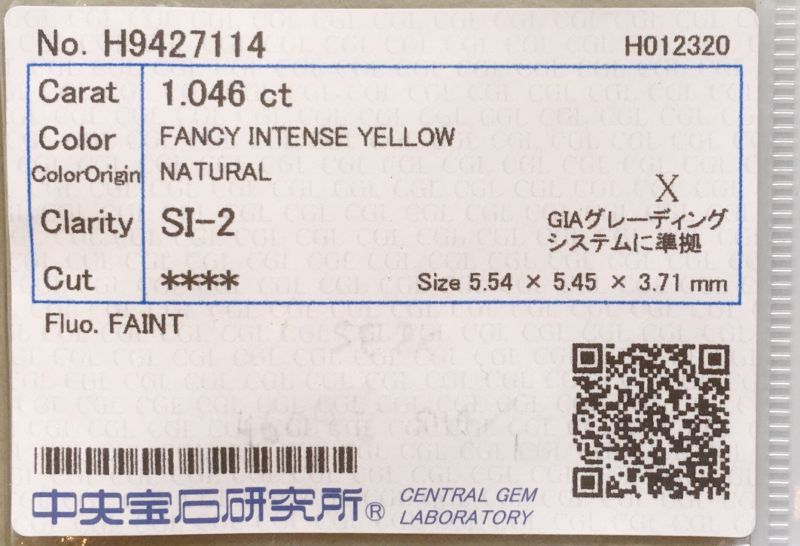 No. H9427114 H012320
Carat 1.046 ct
Color FANCY INTENSE YELLOW
ColorOrigin NATURAL
X
Clarity SI-2 GIAグレーディング
システムに準拠
Cut **** Size 5.54 × 5.45 × 3.71 mm
Fluo. FAINT
中央宝石研究所® CENTRAL GEM
LABORATORY